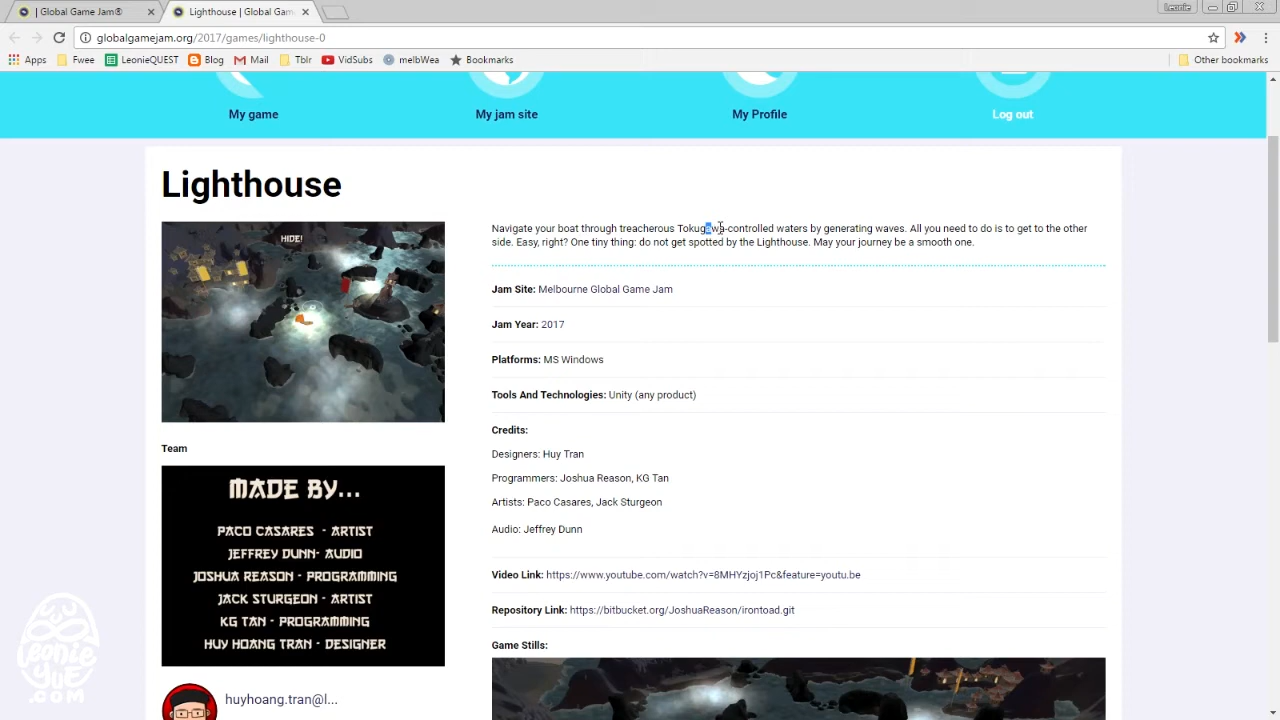 | Global Game Jam®
Lighthouse | Global Gam
Leonie
globalgamejam.org/2017/games/lighthouse-0
Apps Fwee LeonieQUEST Blog Mail Tblr VidSubs melbWea Bookmarks Other bookmarks
My game My jam site My Profile Log out
Lighthouse
HIDE!
Navigate your boat through treacherous Tokugawa-controlled waters by generating waves. All you need to do is to get to the other
side. Easy, right? One tiny thing: do not get spotted by the Lighthouse. May your journey be a smooth one.
Jam Site: Melbourne Global Game Jam
Jam Year: 2017
Platforms: MS Windows
Tools And Technologies: Unity (any product)
Credits:
Designers: Huy Tran
Programmers: Joshua Reason, KG Tan
Artists: Paco Casares, Jack Sturgeon
Audio: Jeffrey Dunn
Video Link: https://www.youtube.com/watch?v=8MHYzjoj1Pc&feature=youtu.be
Repository Link: https://bitbucket.org/JoshuaReason/irontoad.git
Game Stills:
Team
MADE BY...
PACO CASARES - ARTIST
JEFFREY DUNN- AUDIO
JOSHUA REASON - PROGRAMMING
JACK STURGEON - ARTIST
KG TAN - PROGRAMMING
HUY HOANG TRAN - DESIGNER
huyhoang.tran@l...
leonie
yue
.COM